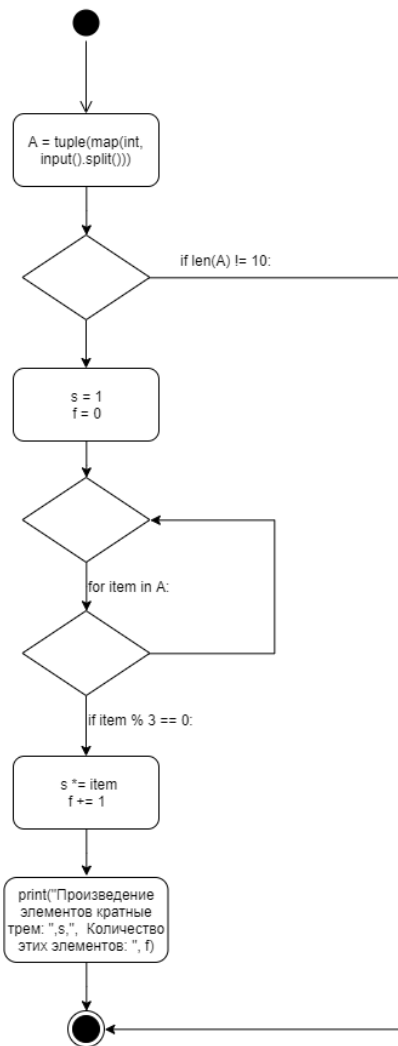 A = tuple(map(int,
input().split()))
if len(A) != 10:
s = 1
f = 0
for item in A:
if item % 3 == 0:
s *= item
f += 1
print("Произведение
элементов кратные
трем: ",s,",  Количество
этих элементов: ", f)